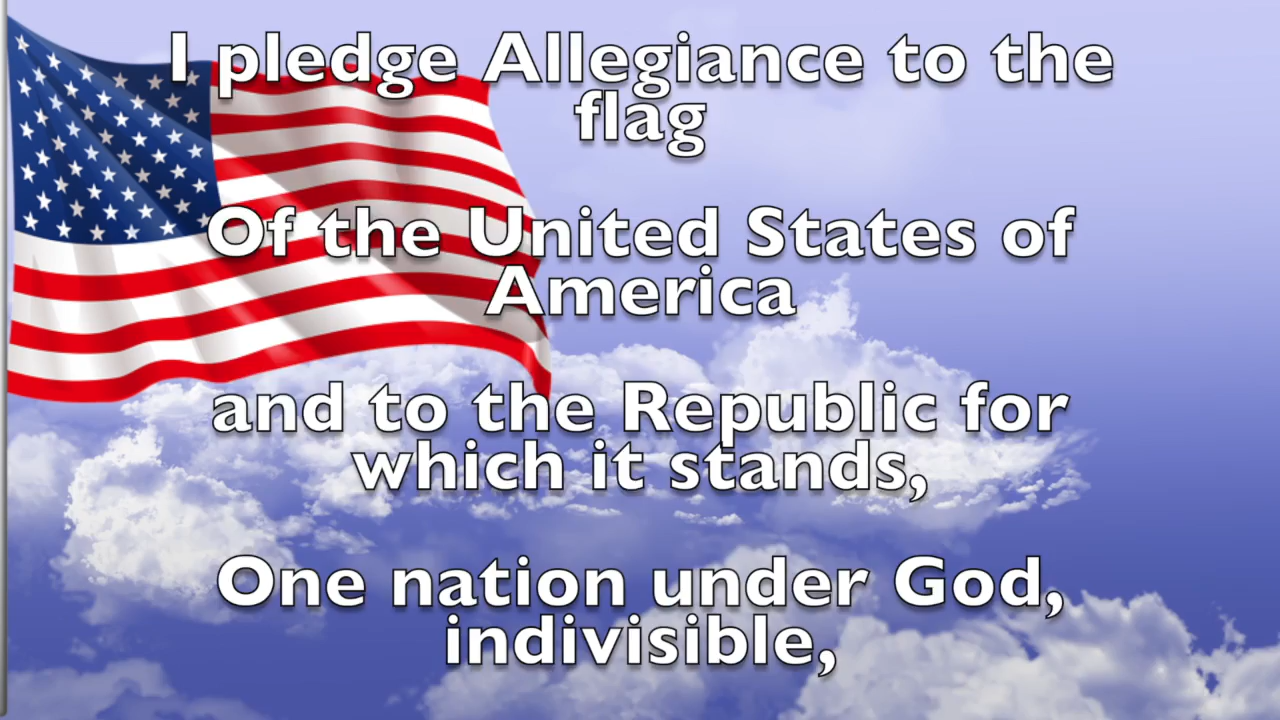 I pledge Allegiance to the
flag
Of the United States of
America
and to the Republic for
which it stands,
One nation under God,
indivisible,